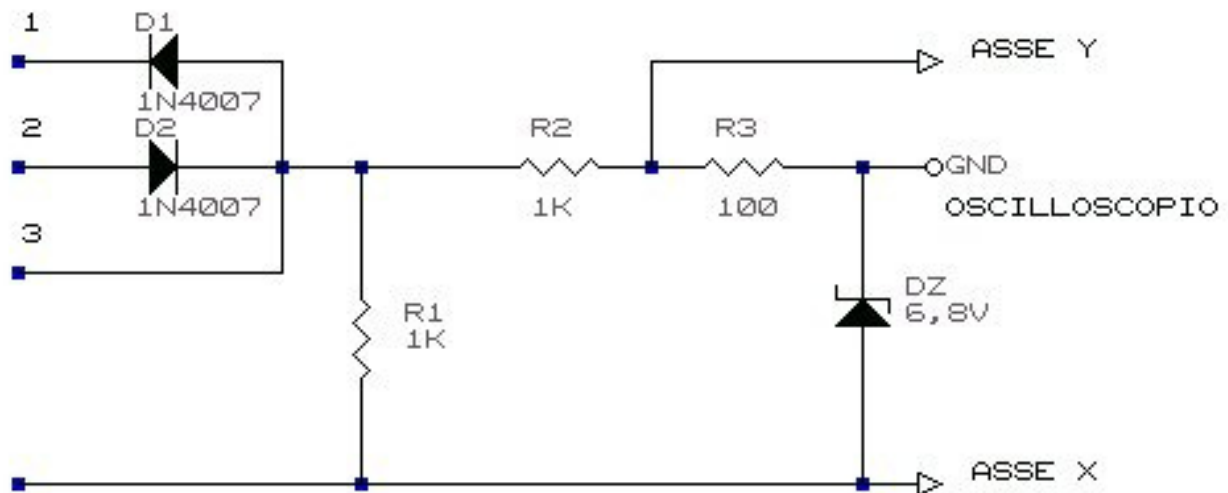 1
D1
ASSE Y
1N4007
2
D2
R2
R3
GND
1N4007
1K
100
OSCILLOSCOPIO
3
DZ
6,8V
R1
1K
ASSE X